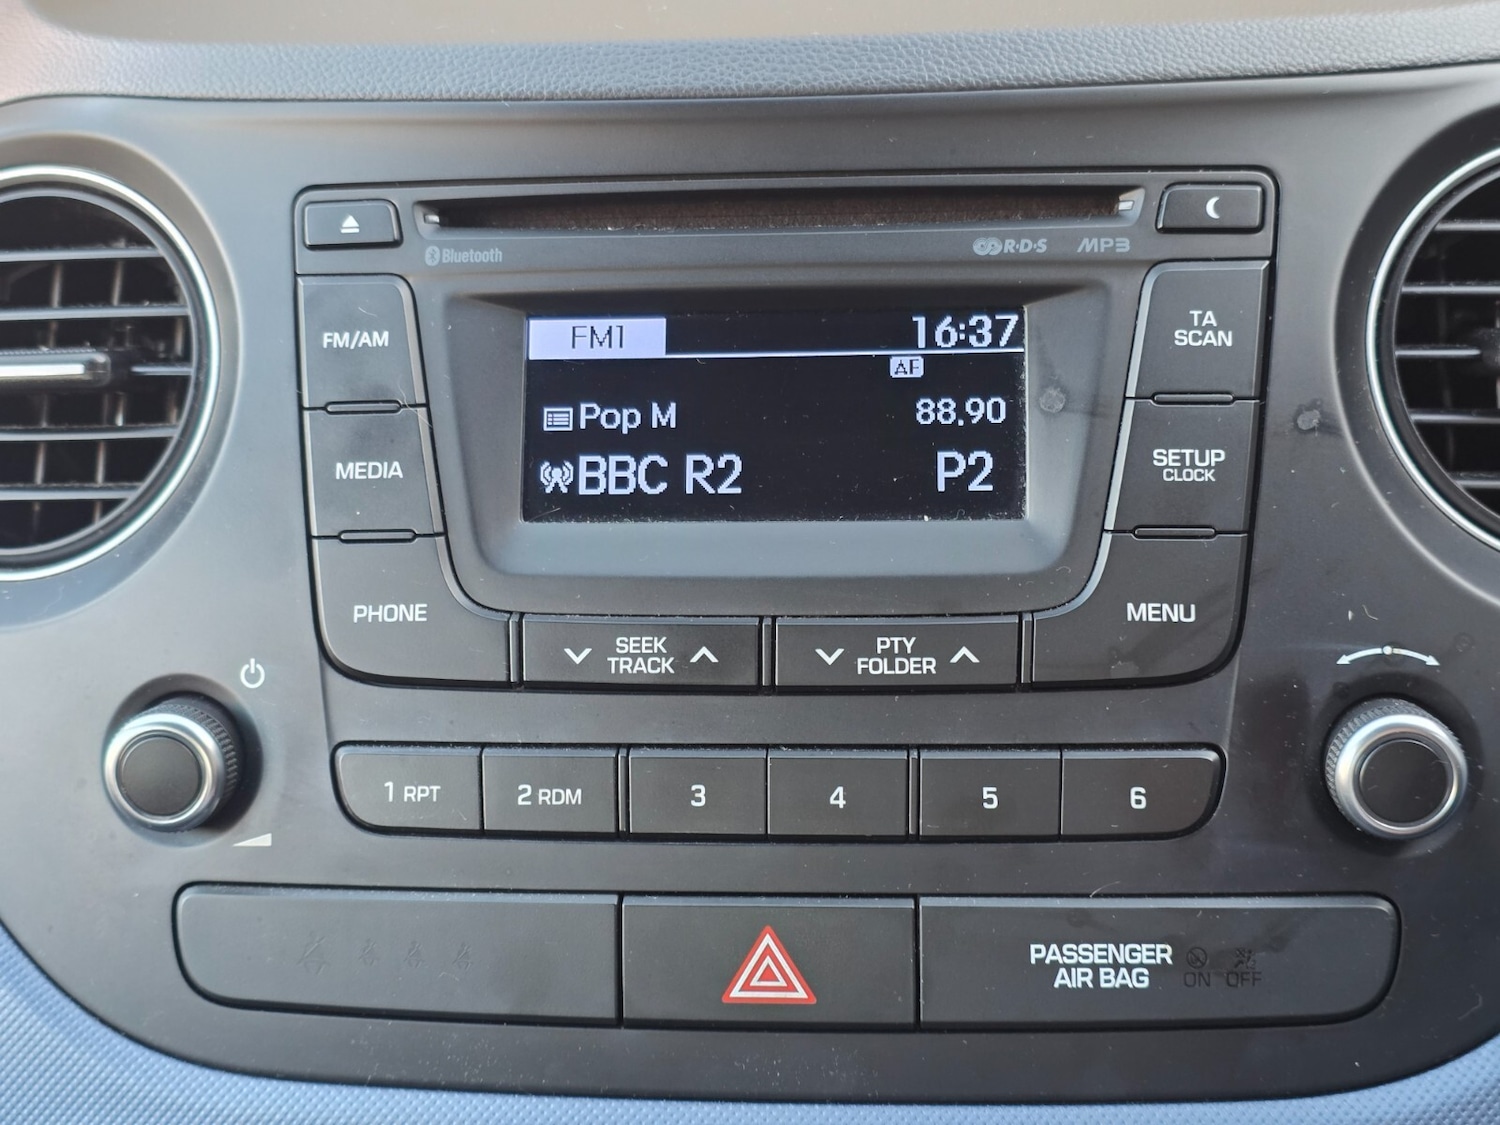 Bluetooth
R·D·S MP3
FM/AM
MEDIA
PHONE
FM1 16:37
AF
Pop M 88.90
BBC R2 P2
TA
SCAN
SETUP
CLOCK
MENU
SEEK
TRACK
PTY
FOLDER
1 RPT 2 RDM 3 4 5 6
PASSENGER
AIR BAG ON OFF